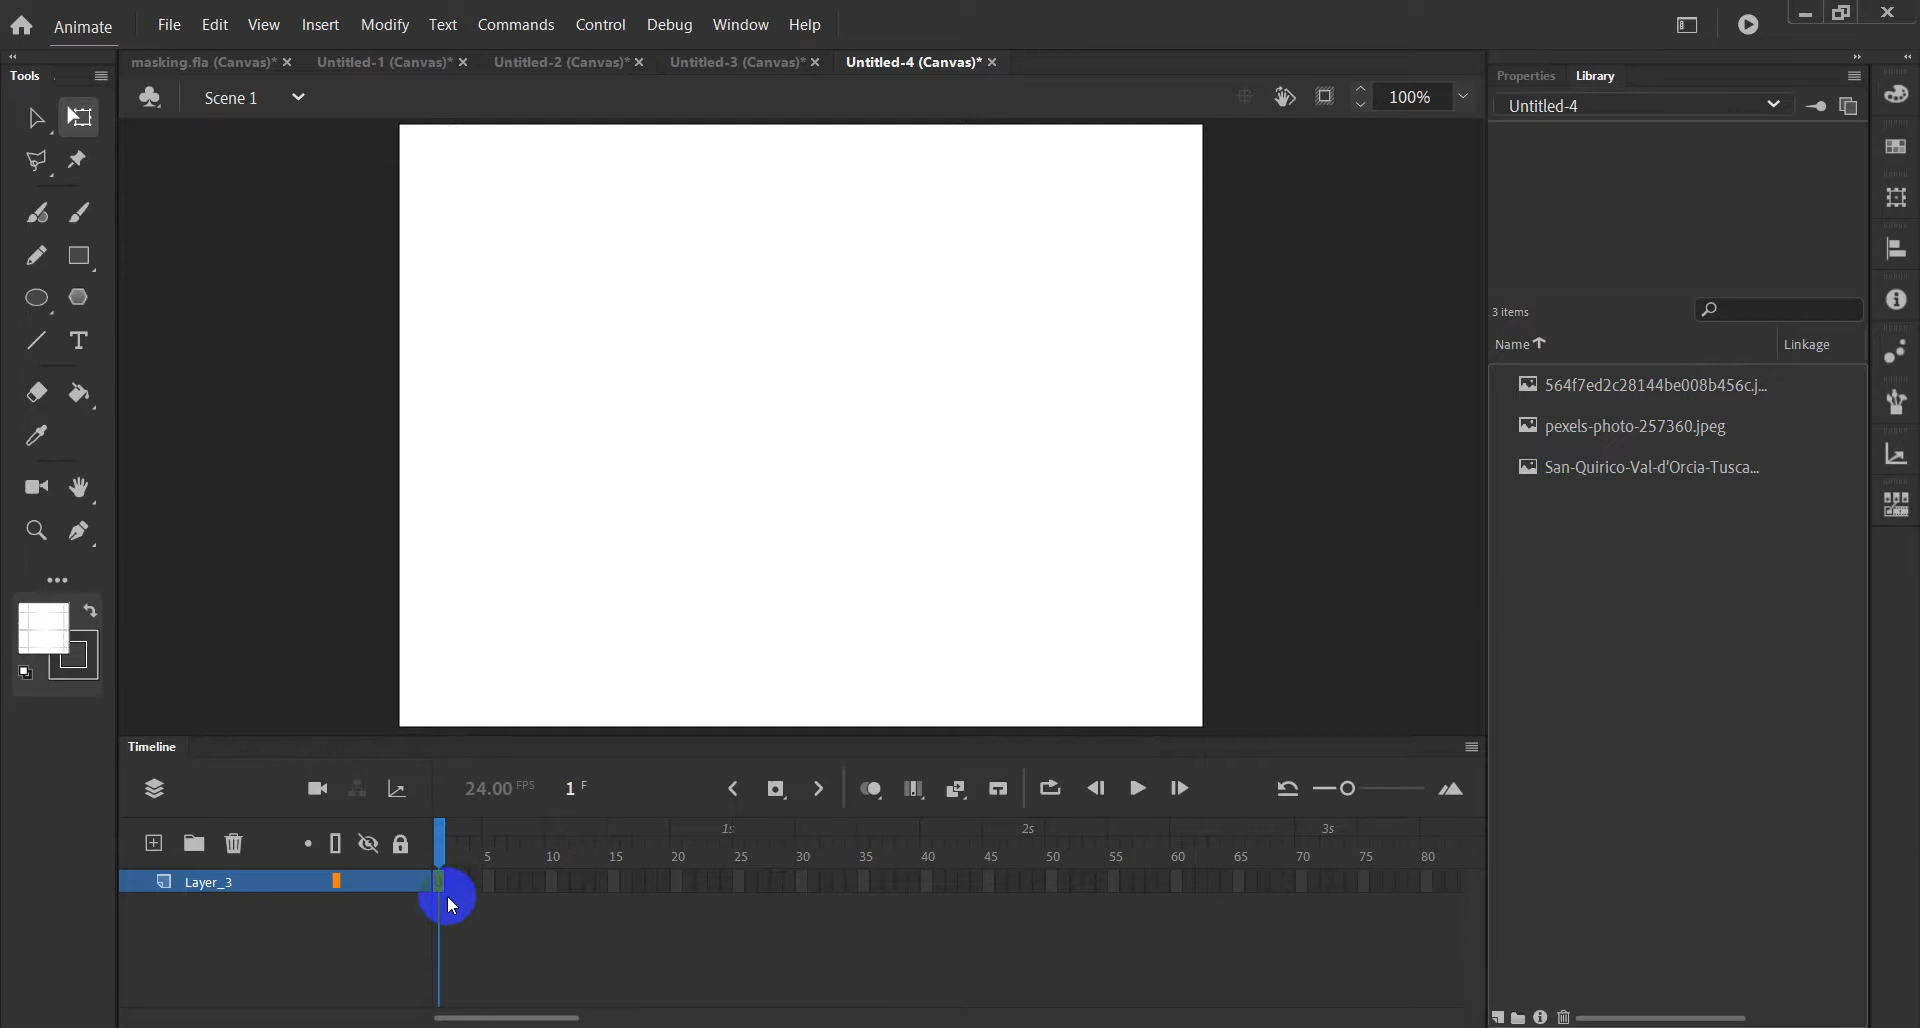 Animate File Edit View Insert Modify Text Commands Control Debug Window Help
Tools
masking.fla (Canvas)* Untitled-1 (Canvas)* Untitled-2 (Canvas)* Untitled-3 (Canvas)* Untitled-4 (Canvas)*
Scene 1
100%
Properties Library
Untitled-4
3 items
Name Linkage
564f7ed2c28144be008b456c.j...
pexels-photo-257360.jpeg
San-Quirico-Val-d'Orcia-Tusca...
Timeline
24.00 FPS 1 F
1s 2s 3s
5 10 15 20 25 30 35 40 45 50 55 60 65 70 75 80
Layer_3